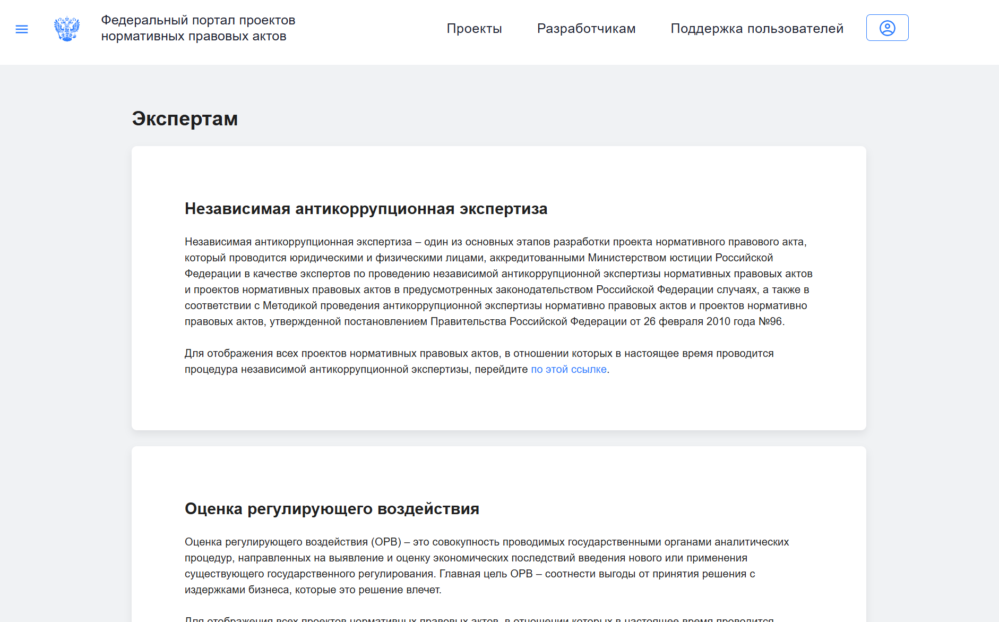 Федеральный портал проектов
нормативных правовых актов
Проекты
Разработчикам
Поддержка пользователей
Экспертам
Независимая антикоррупционная экспертиза
Независимая антикоррупционная экспертиза – один из основных этапов разработки проекта нормативного правового акта,
который проводится юридическими и физическими лицами, аккредитованными Министерством юстиции Российской
Федерации в качестве экспертов по проведению независимой антикоррупционной экспертизы нормативных правовых актов
и проектов нормативных правовых актов в предусмотренных законодательством Российской Федерации случаях, а также в
соответствии с Методикой проведения антикоррупционной экспертизы нормативно правовых актов и проектов нормативно
правовых актов, утвержденной постановлением Правительства Российской Федерации от 26 февраля 2010 года №96.
Для отображения всех проектов нормативных правовых актов, в отношении которых в настоящее время проводится
процедура независимой антикоррупционной экспертизы, перейдите по этой ссылке.
Оценка регулирующего воздействия
Оценка регулирующего воздействия (ОРВ) – это совокупность проводимых государственными органами аналитических
процедур, направленных на выявление и оценку экономических последствий введения нового или применения
существующего государственного регулирования. Главная цель ОРВ – соотнести выгоды от принятия решения с
издержками бизнеса, которые это решение влечет.
Для отображения всех проектов нормативных правовых актов, в отношении которых в настоящее время проводится